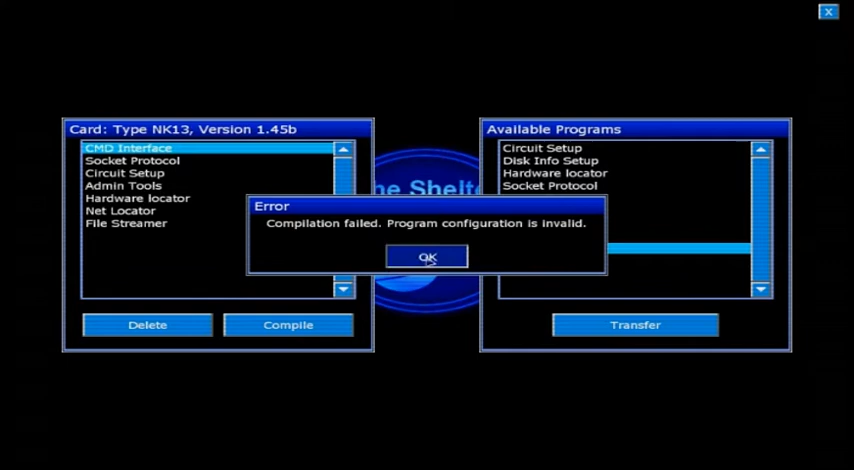 x
Card: Type NK13, Version 1.45b
CMD Interface
Socket Protocol
Circuit Setup
Admin Tools
Hardware locator
Net Locator
File Streamer
Delete
Compile
Available Programs
Circuit Setup
Disk Info Setup
Hardware locator
Socket Protocol
Transfer
Error
Compilation failed. Program configuration is invalid.
OK